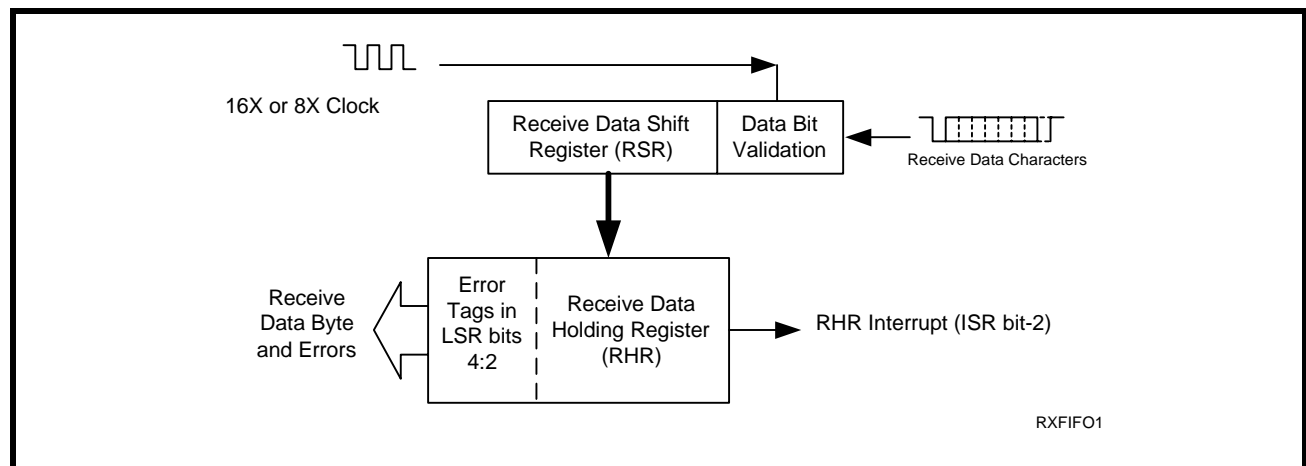 16X or 8X Clock
Receive Data Shift
Register (RSR)
Data Bit
Validation
Receive Data Characters
Receive
Data Byte
and Errors
Error
Tags in
LSR bits
4:2
Receive Data
Holding Register
(RHR)
RHR Interrupt (ISR bit-2)
RXFIFO1